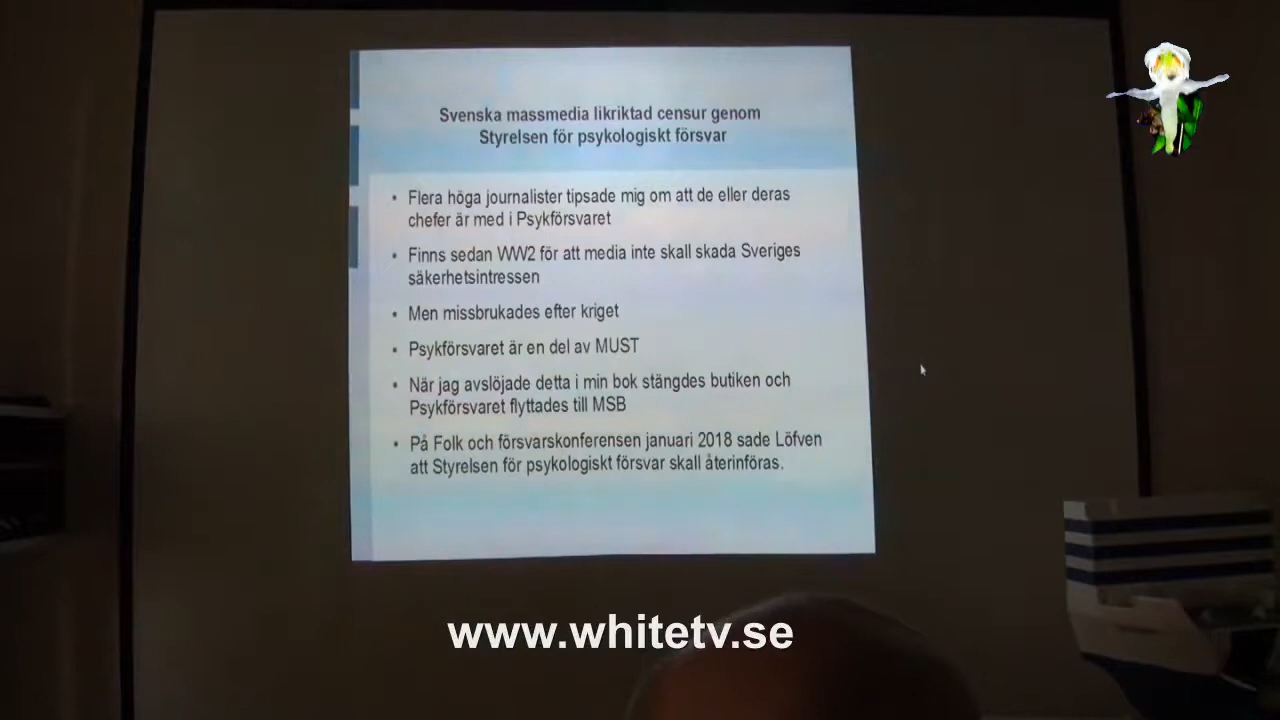 Svenska massmedia likriktad censur genom
Styrelsen för psykologiskt försvar
• Flera höga journalister tipsade mig om att de eller deras
chefer är med i Psykförsvaret
• Finns sedan WW2 för att media inte skall skada Sveriges
säkerhetsintressen
• Men missbrukades efter kriget
• Psykförsvaret är en del av MUST
• När jag avslöjade detta i min bok stängdes butiken och
Psykförsvaret flyttades till MSB
• På Folk och försvarskonferensen januari 2018 sade Löfven
att Styrelsen för psykologiskt försvar skall återinföras.
www.whitetv.se